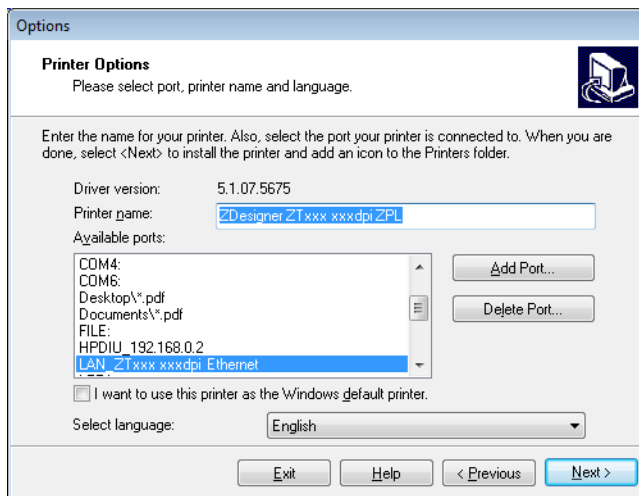 Options
Printer Options
Please select port, printer name and language.
Enter the name for your printer. Also, select the port your printer is connected to. When you are
done, select <Next> to install the printer and add an icon to the Printers folder.
Driver version: 5.1.07.5675
Printer name: ZDesigner ZTxxx xxxdpi ZPL
Available ports:
COM4:
COM6:
Desktop\*.pdf
Documents\*.pdf
FILE:
HPDIU_192.168.0.2
LAN_ZTxxx xxxdpi Ethernet
Add Port...
Delete Port...
I want to use this printer as the Windows default printer.
Select language: English
Exit Help < Previous Next >